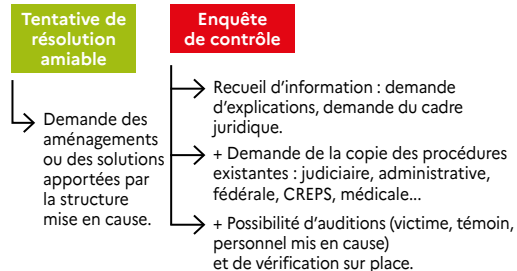 Tentative de
résolution
amiable
Demande des
aménagements
ou des solutions
apportées par
la structure
mise en cause.
Enquête
de contrôle
Recueil d’information : demande
d’explications, demande du cadre
juridique.
+ Demande de la copie des procédures
existantes : judiciaire, administrative,
fédérale, CREPS, médicale...
+ Possibilité d’auditions (victime, témoin,
personnel mis en cause)
et de vérification sur place.